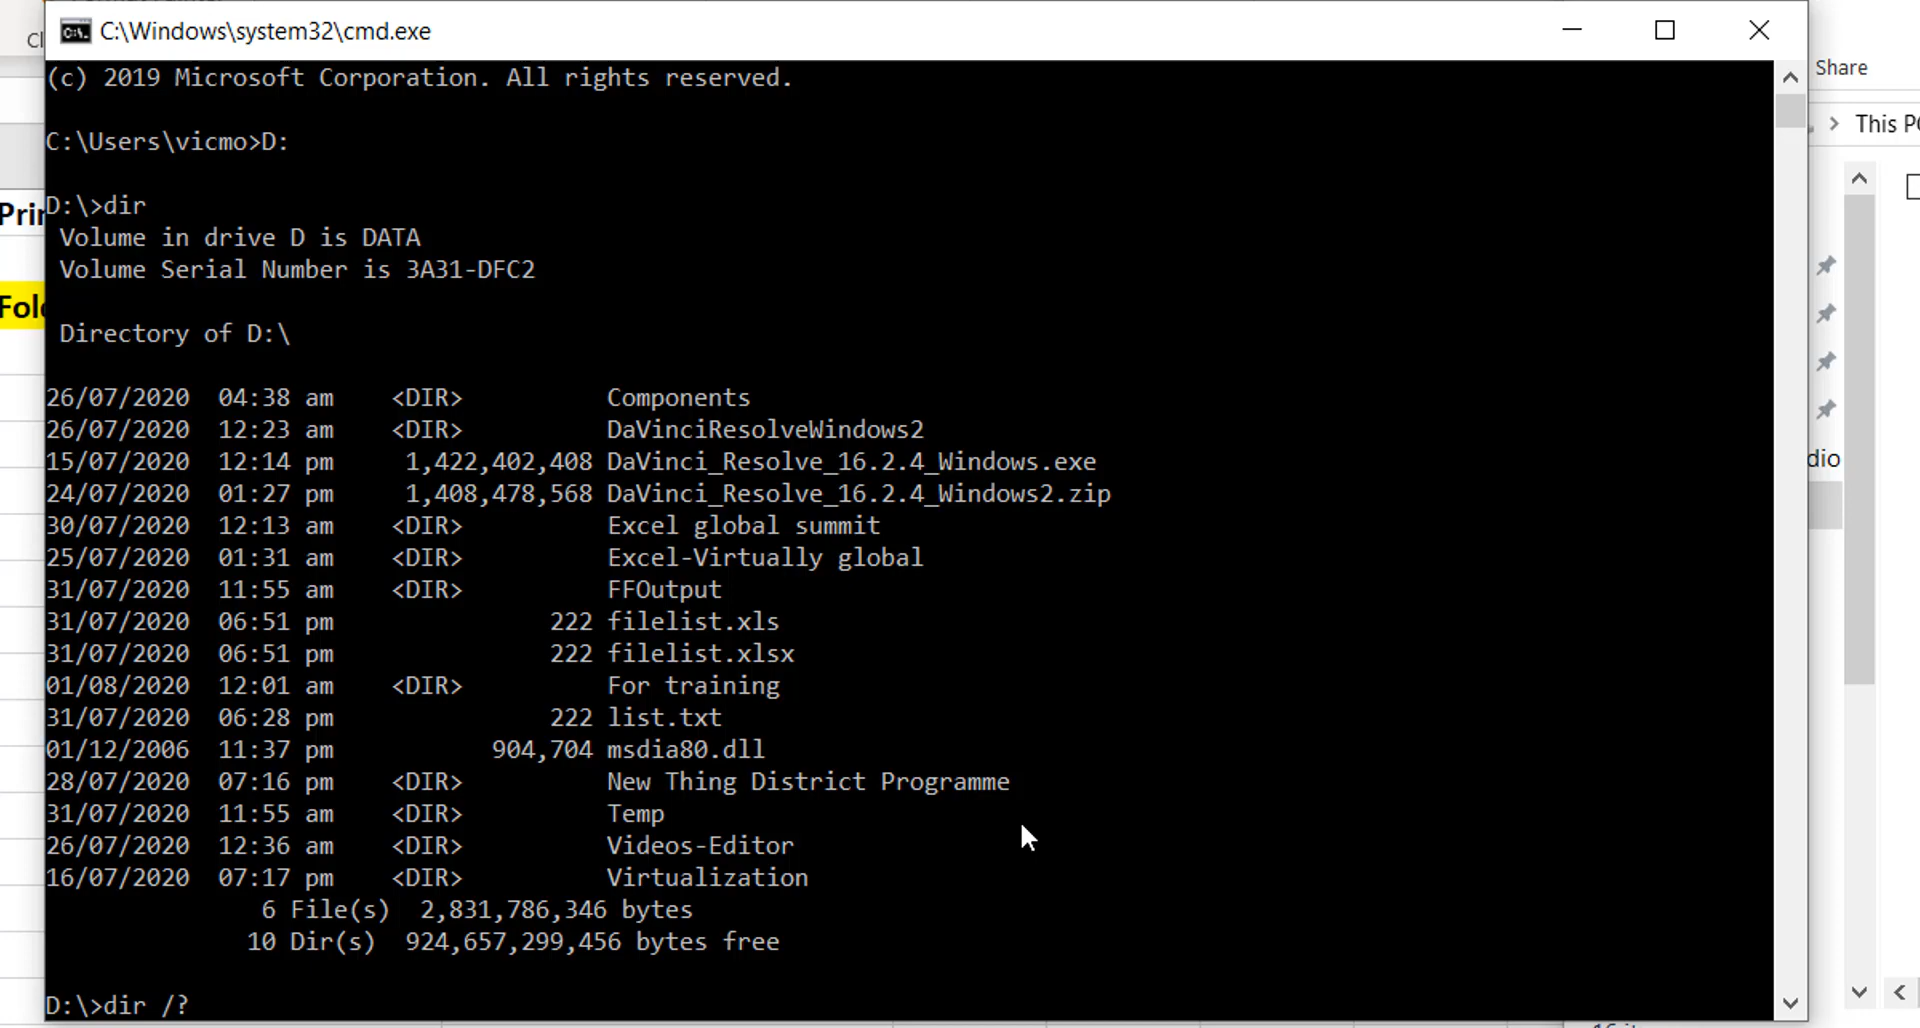 C:\Windows\system32\cmd.exe
(c) 2019 Microsoft Corporation. All rights reserved.
C:\Users\vicmo>D:
D:\>dir
Volume in drive D is DATA
Volume Serial Number is 3A31-DFC2
Directory of D:\
26/07/2020 04:38 am <DIR> Components
26/07/2020 12:23 am <DIR> DaVinciResolveWindows2
15/07/2020 12:14 pm 1,422,402,408 DaVinci_Resolve_16.2.4_Windows.exe
24/07/2020 01:27 pm 1,408,478,568 DaVinci_Resolve_16.2.4_Windows2.zip
30/07/2020 12:13 am <DIR> Excel global summit
25/07/2020 01:31 am <DIR> Excel-Virtually global
31/07/2020 11:55 am <DIR> FFOutput
31/07/2020 06:51 pm 222 filelist.xls
31/07/2020 06:51 pm 222 filelist.xlsx
01/08/2020 12:01 am <DIR> For training
31/07/2020 06:28 pm 222 list.txt
01/12/2006 11:37 pm 904,704 msdia80.dll
28/07/2020 07:16 pm <DIR> New Thing District Programme
31/07/2020 11:55 am <DIR> Temp
26/07/2020 12:36 am <DIR> Videos-Editor
16/07/2020 07:17 pm <DIR> Virtualization
6 File(s) 2,831,786,346 bytes
10 Dir(s) 924,657,299,456 bytes free
D:\>dir /?
Share
This P
dio
Cl
Prin
Fol